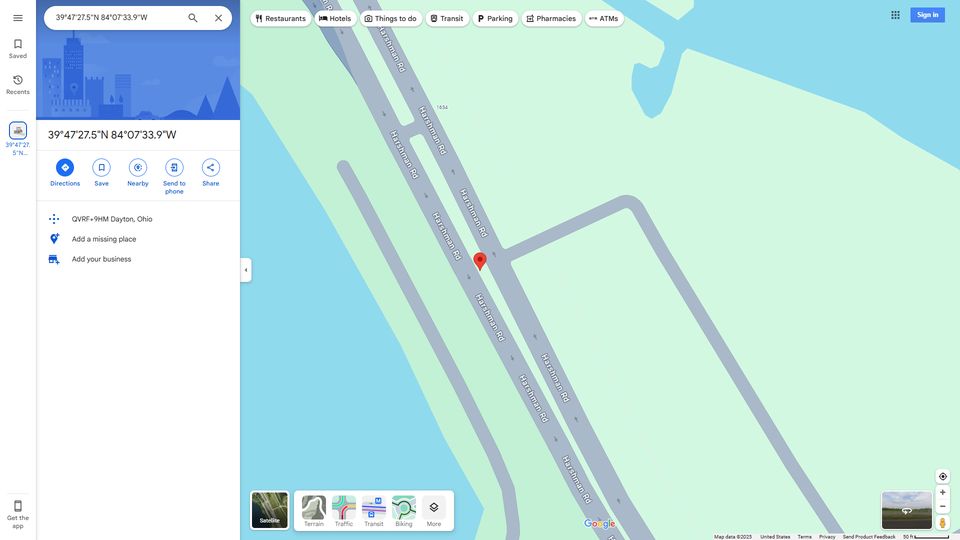 39°47'27.5"N 84°07'33.9"W
Restaurants
Hotels
Things to do
Transit
Parking
Pharmacies
ATMs
Sign in
Saved
Recents
39°47'27.
5"N...
39°47'27.5"N 84°07'33.9"W
Directions
Save
Nearby
Send to
phone
Share
QVRF+9HM Dayton, Ohio
Add a missing place
Add your business
Get the
app
Harshman Rd
1634
Harshman Rd
Harshman Rd
Harshman Rd
Harshman Rd
Harshman Rd
Harshman Rd
Harshman Rd
Harshman Rd
Satellite
Terrain
Traffic
Transit
Biking
More
Google
Map data ©2025
United States
Terms
Privacy
Send Product Feedback
50 ft